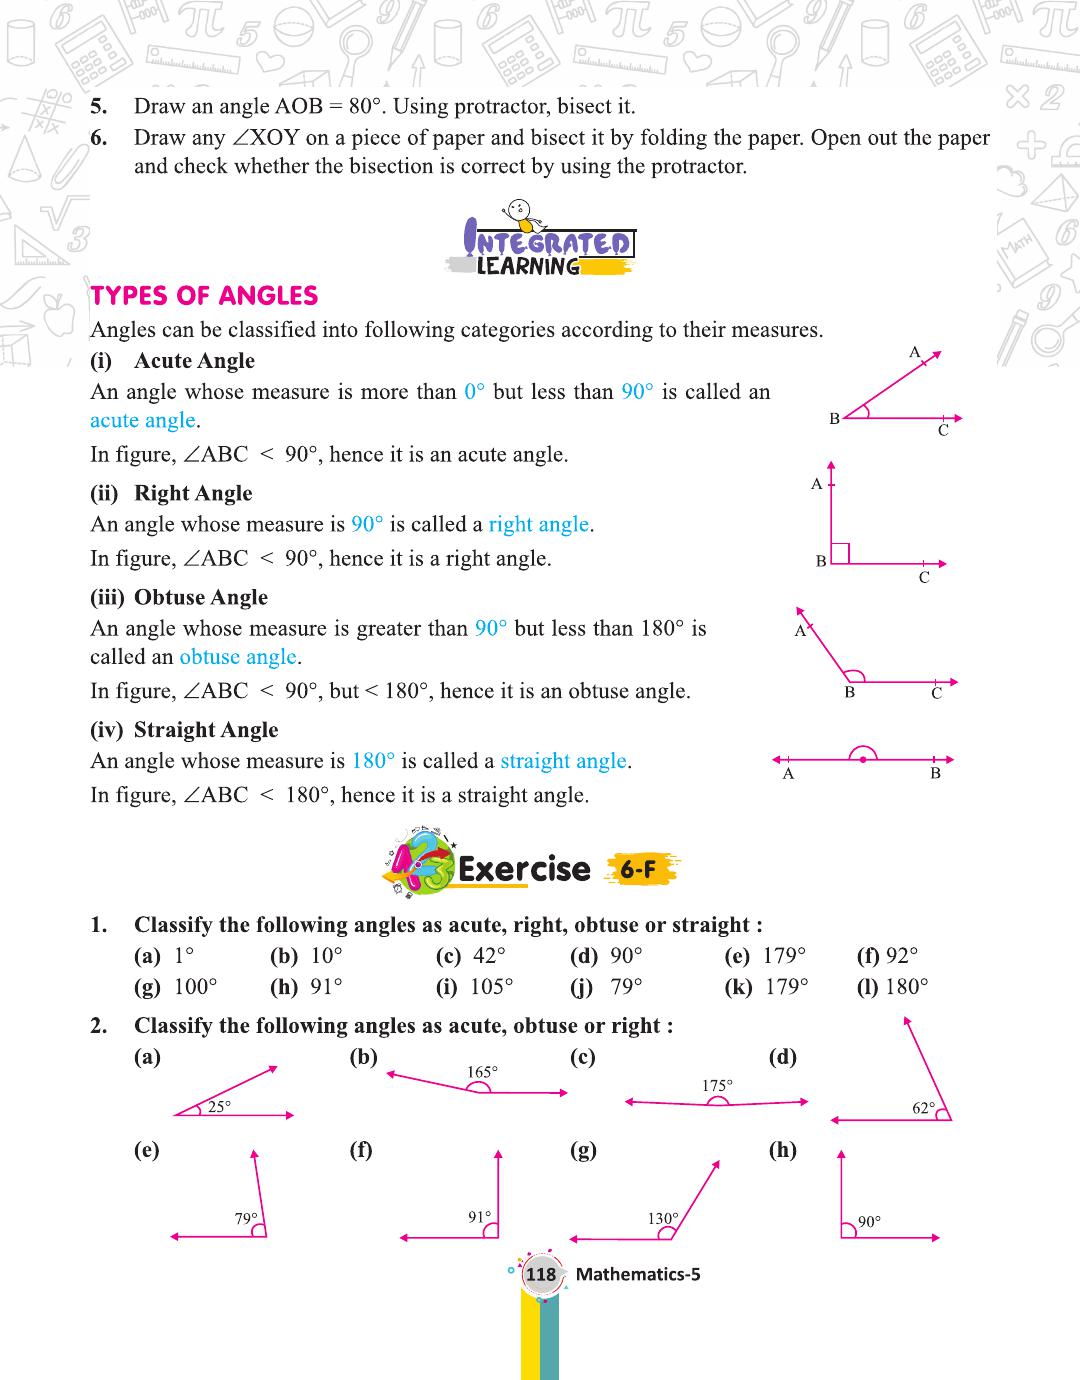 5. Draw an angle AOB = 80°. Using protractor, bisect it.
6. Draw any ∠XOY on a piece of paper and bisect it by folding the paper. Open out the paper
and check whether the bisection is correct by using the protractor.
INTEGRATED
LEARNING
TYPES OF ANGLES
Angles can be classified into following categories according to their measures.
(i) Acute Angle
An angle whose measure is more than 0° but less than 90° is called an
acute angle.
In figure, ∠ABC < 90°, hence it is an acute angle.
A
B
C
(ii) Right Angle
An angle whose measure is 90° is called a right angle.
In figure, ∠ABC < 90°, hence it is a right angle.
A
B
C
(iii) Obtuse Angle
An angle whose measure is greater than 90° but less than 180° is
called an obtuse angle.
In figure, ∠ABC < 90°, but < 180°, hence it is an obtuse angle.
A
B C
(iv) Straight Angle
An angle whose measure is 180° is called a straight angle.
In figure, ∠ABC < 180°, hence it is a straight angle.
A B
Exercise 6-F
1. Classify the following angles as acute, right, obtuse or straight :
(a) 1° (b) 10° (c) 42° (d) 90° (e) 179° (f) 92°
(g) 100° (h) 91° (i) 105° (j) 79° (k) 179° (l) 180°
2. Classify the following angles as acute, obtuse or right :
(a) (b) (c) (d)
25° 165° 175° 62°
(e) (f) (g) (h)
79° 91° 130° 90°
118 Mathematics-5